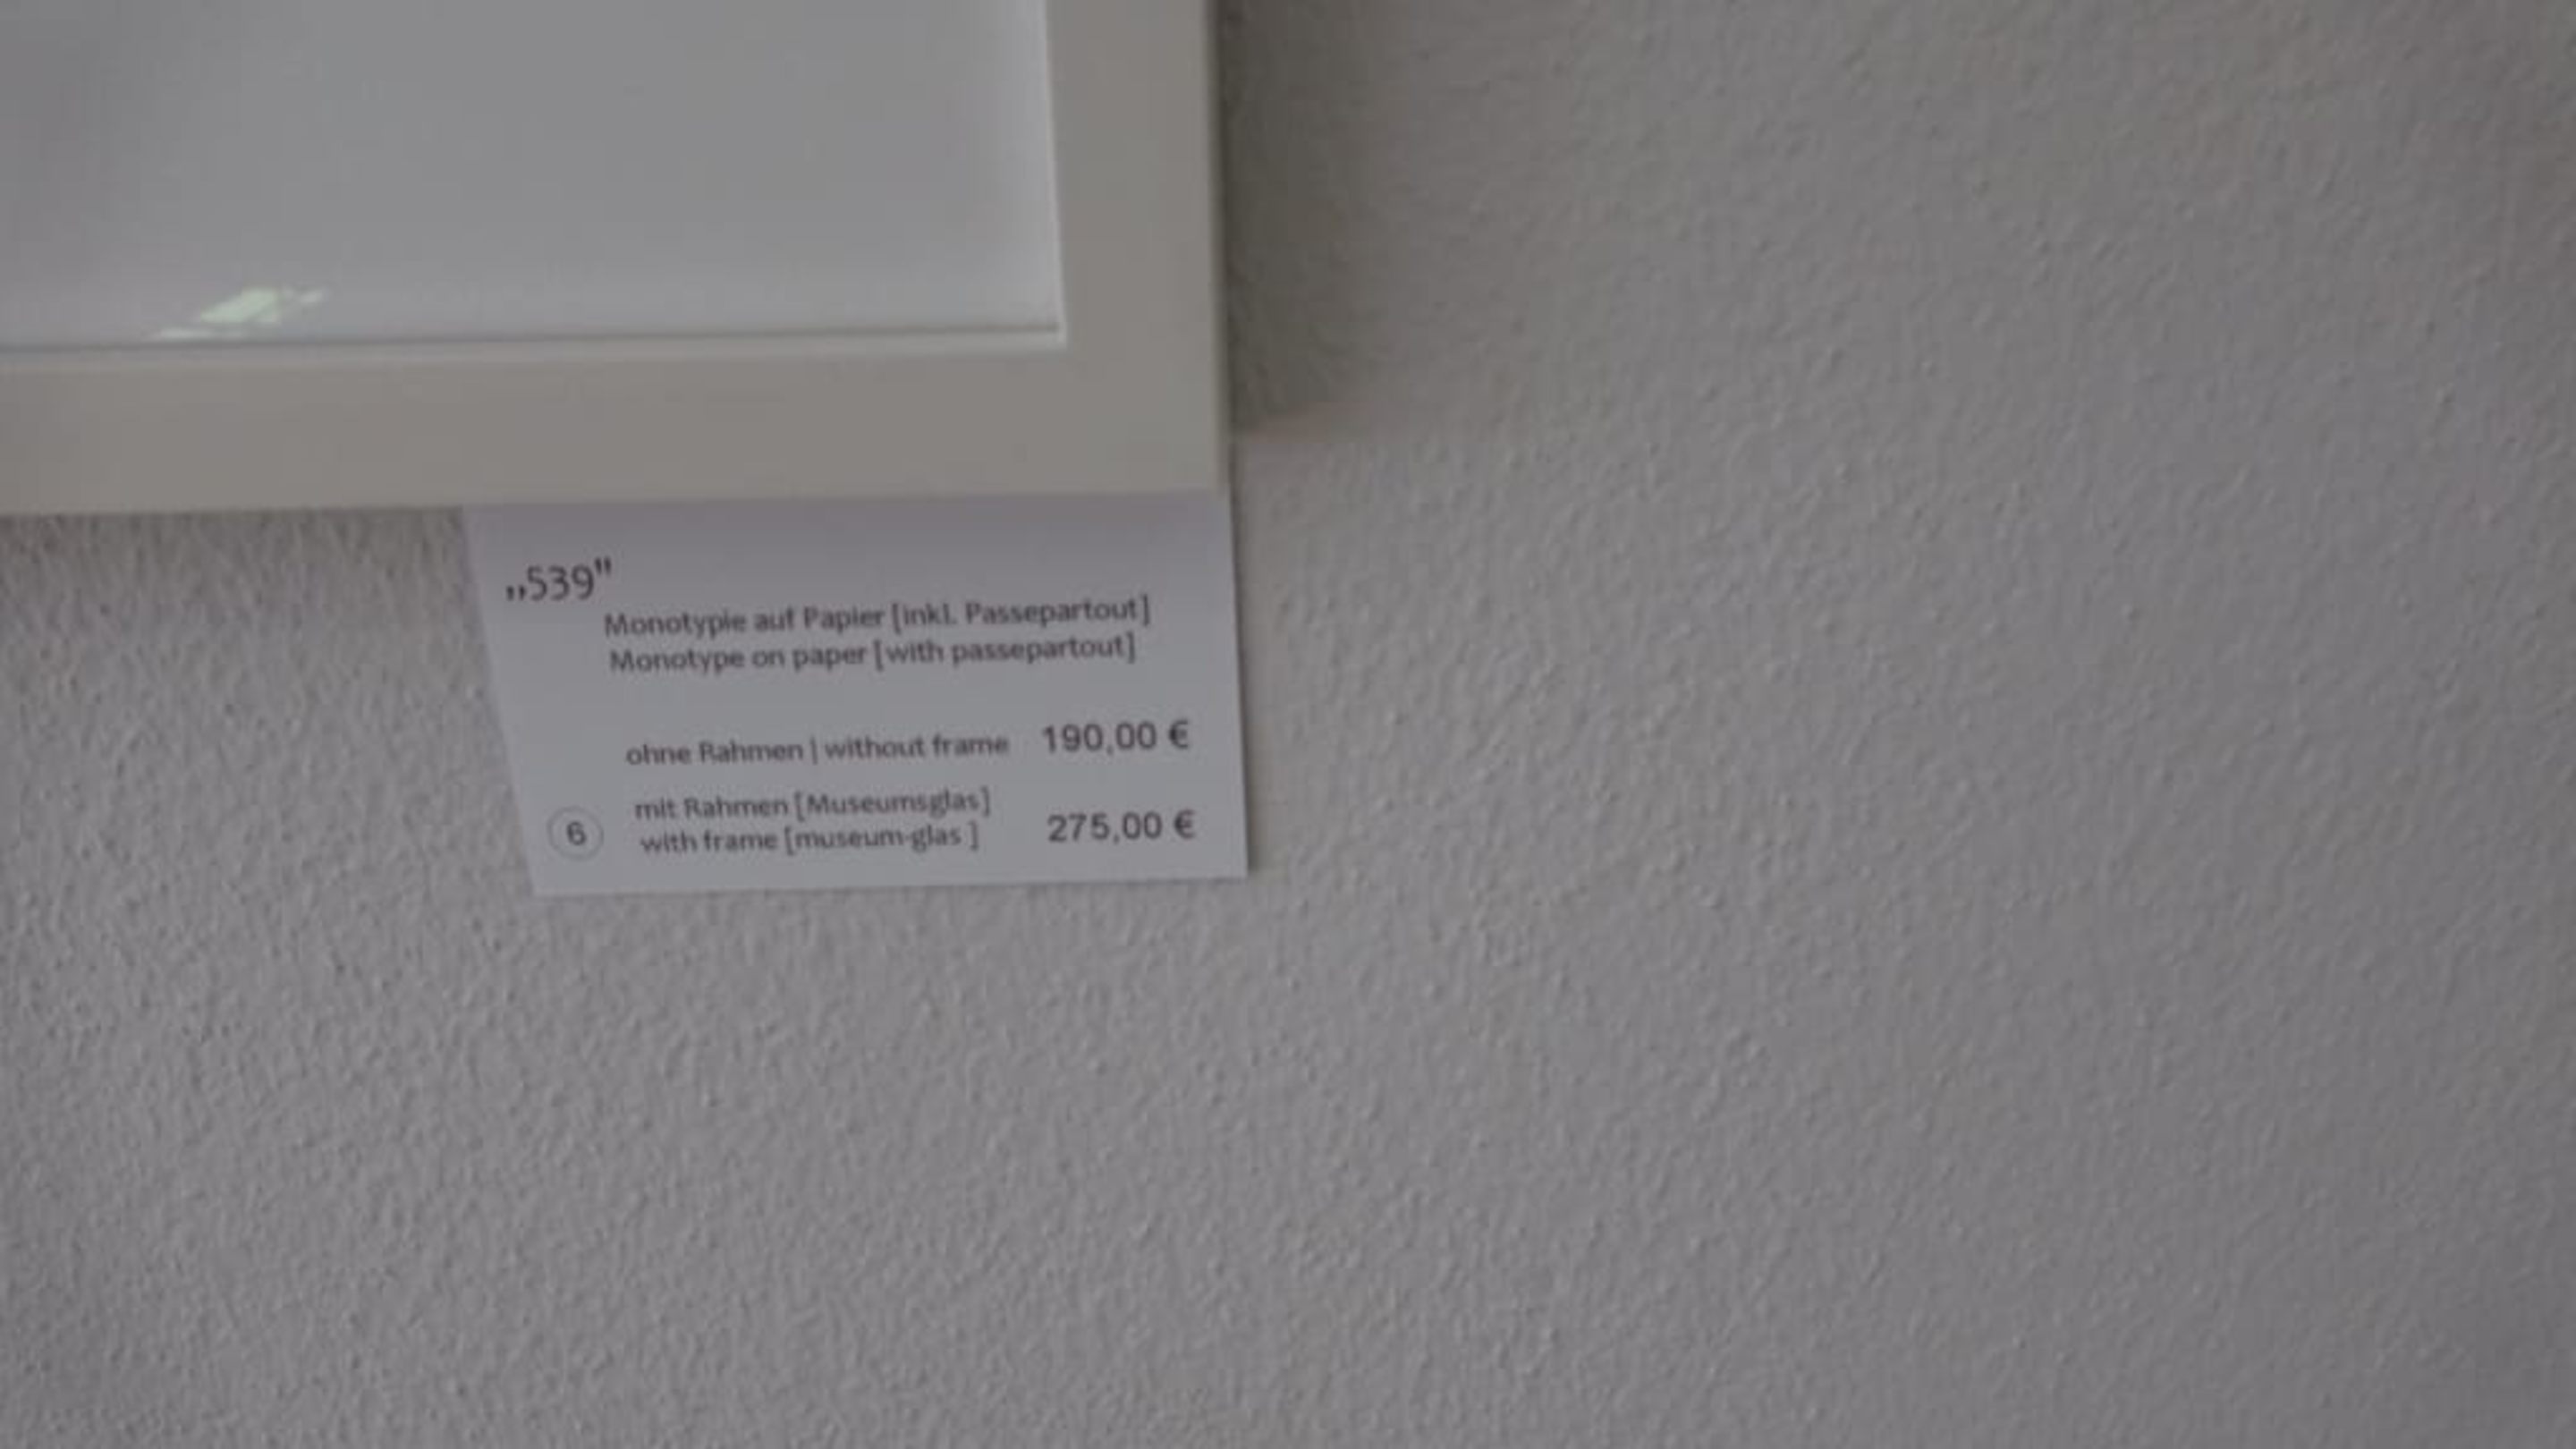 „539"
Monotypie auf Papier [inkl. Passepartout]
Monotype on paper [with passepartout]
ohne Rahmen | without frame 190,00 €
mit Rahmen [Museumsglas]
6 with frame [museum-glas ] 275,00 €